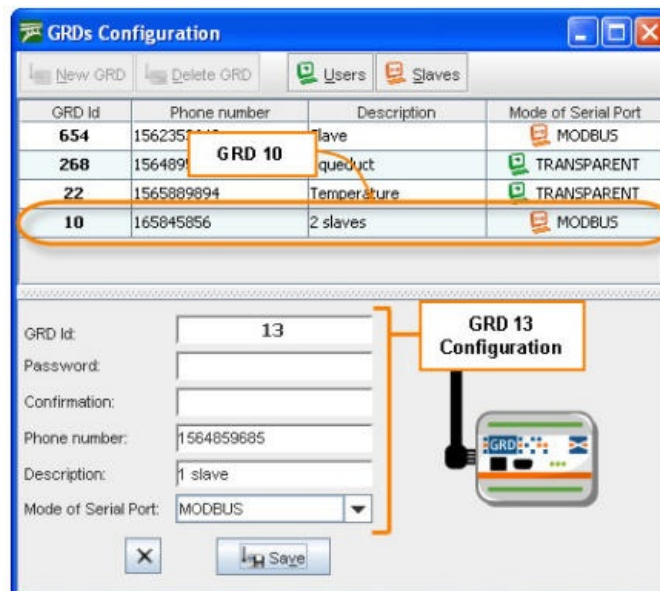 GRDs Configuration
New GRD Delete GRD Users Slaves
GRD Id Phone number Description Mode of Serial Port
654 MODBUS
268 TRANSPARENT
GRD 10
22 1565889894 Temperature TRANSPARENT
10 165845856 2 slaves MODBUS
GRD Id: 13
Password:
Confirmation:
Phone number: 1564859685
Description: 1 slave
Mode of Serial Port: MODBUS
Save
GRD 13
Configuration
GRD